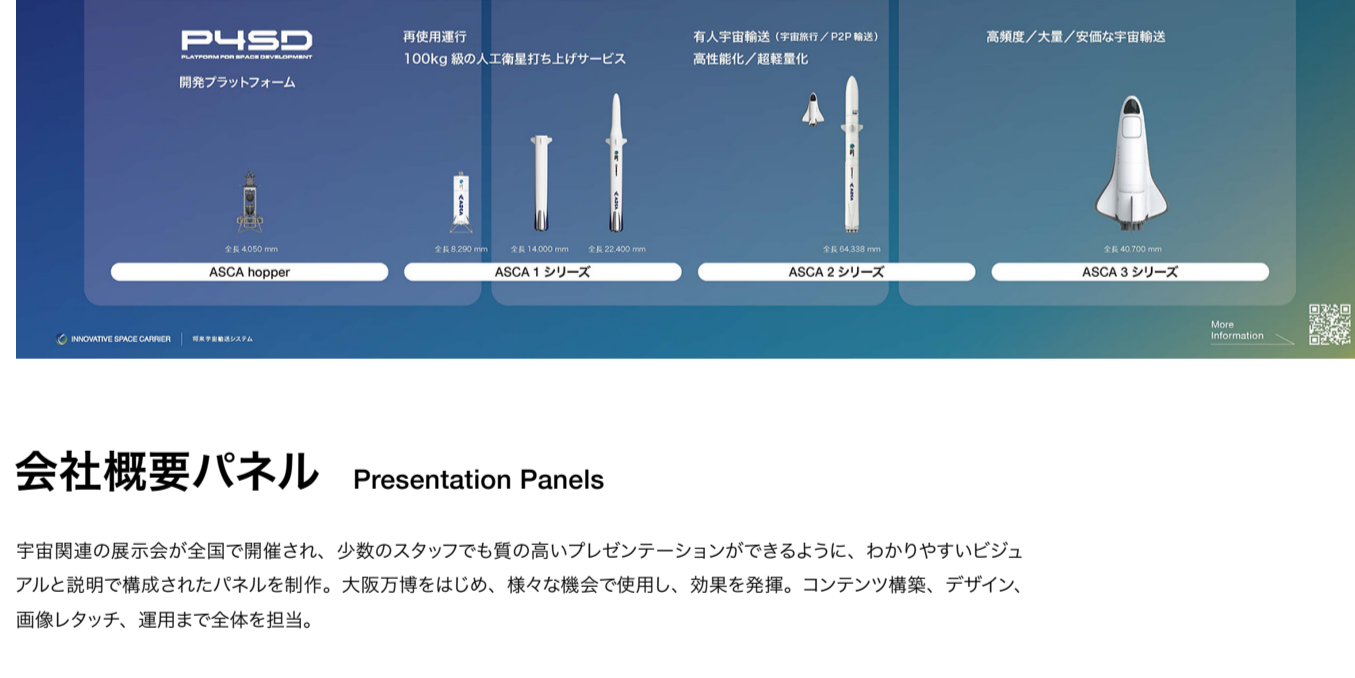 P4SD
PLATFORM FOR SPACE DEVELOPMENT
開発プラットフォーム
再使用運行
100kg 級の人工衛星打ち上げサービス
有人宇宙輸送（宇宙旅行／P2P 輸送）
高性能化／超軽量化
高頻度／大量／安価な宇宙輸送
全長 4,050 mm
全長 8,290 mm
全長 14,000 mm
全長 22,400 mm
全長 64,338 mm
全長 40,700 mm
ASCA hopper
ASCA 1 シリーズ
ASCA 2 シリーズ
ASCA 3 シリーズ
INNOVATIVE SPACE CARRIER
将来宇宙輸送システム
More
Information
会社概要パネル Presentation Panels
宇宙関連の展示会が全国で開催され、少数のスタッフでも質の高いプレゼンテーションができるように、わかりやすいビジュ
アルと説明で構成されたパネルを制作。大阪万博をはじめ、様々な機会で使用し、効果を発揮。コンテンツ構築、デザイン、
画像レタッチ、運用まで全体を担当。